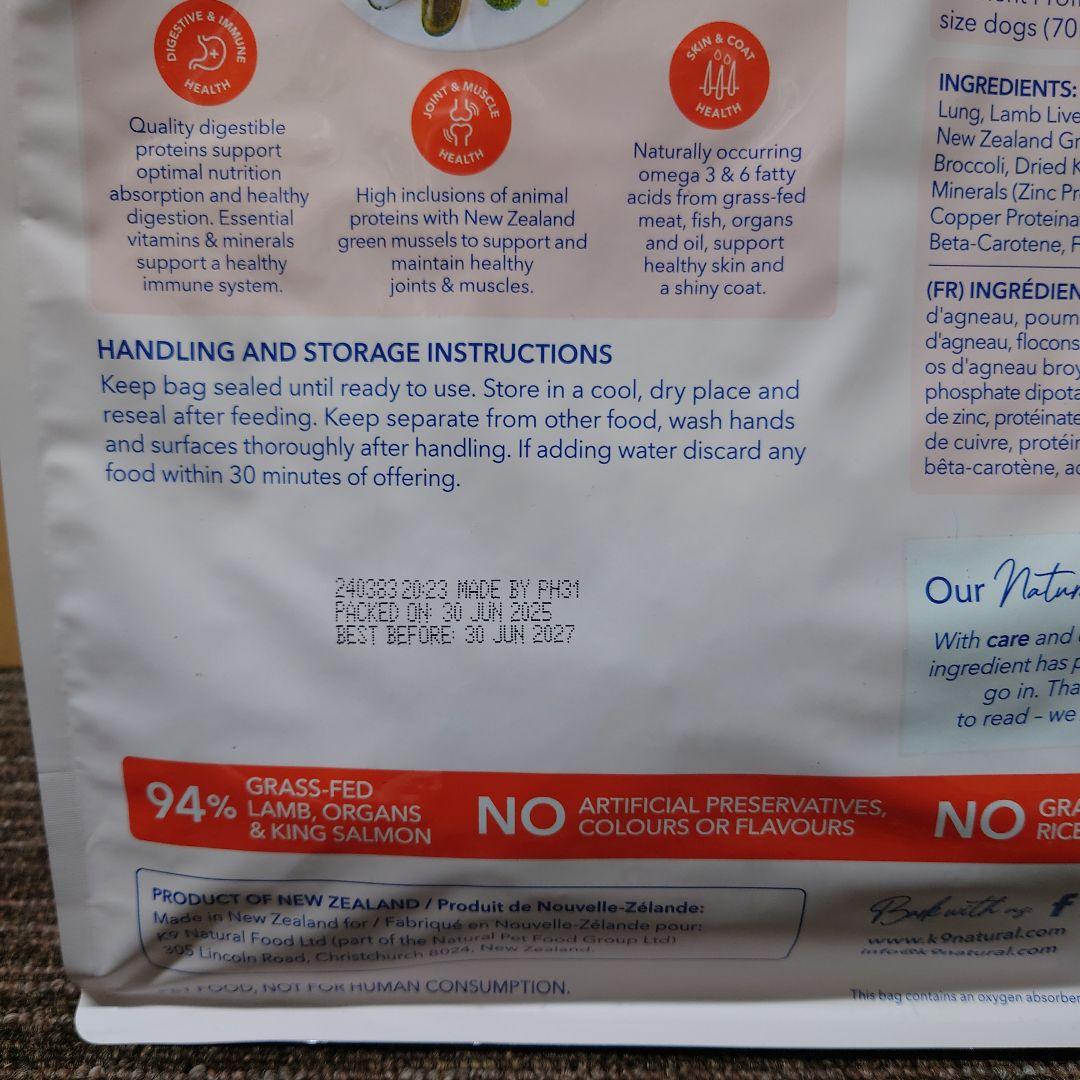 DIGESTIVE & IMMUNE
HEALTH
Quality digestible
proteins support
optimal nutrition
absorption and healthy
digestion. Essential
vitamins & minerals
support a healthy
immune system.
JOINT & MUSCLE
HEALTH
High inclusions of animal
proteins with New Zealand
green mussels to support and
maintain healthy
joints & muscles.
SKIN & COAT
HEALTH
Naturally occurring
omega 3 & 6 fatty
acids from grass-fed
meat, fish, organs
and oil, support
healthy skin and
a shiny coat.
HANDLING AND STORAGE INSTRUCTIONS
Keep bag sealed until ready to use. Store in a cool, dry place and
reseal after feeding. Keep separate from other food, wash hands
and surfaces thoroughly after handling. If adding water discard any
food within 30 minutes of offering.
240383 20:23 MADE BY PH31
PACKED ON: 30 JUN 2025
BEST BEFORE: 30 JUN 2027
94% GRASS-FED
LAMB, ORGANS
& KING SALMON
NO ARTIFICIAL PRESERVATIVES,
COLOURS OR FLAVOURS
NO GRA
RICE
PRODUCT OF NEW ZEALAND / Produit de Nouvelle-Zélande:
Made in New Zealand for / Fabriqué en Nouvelle-Zélande pour:
K9 Natural Food Ltd (part of the Natural Pet Food Group Ltd)
305 Lincoln Road, Christchurch 8024, New Zealand.
PET FOOD, NOT FOR HUMAN CONSUMPTION.
size dogs (70
INGREDIENTS:
Lung, Lamb Live
New Zealand Gr
Broccoli, Dried K
Minerals (Zinc Pr
Copper Proteina
Beta-Carotene, F
(FR) INGRÉDIEN
d'agneau, poum
d'agneau, flocons
os d'agneau broy
phosphate dipota
de zinc, protéinate
de cuivre, protéin
bêta-carotène, ac
Our Natur
With care and
ingredient has p
go in. Tha
to read – we
Bark with us f
www.k9natural.com
info@k9natural.com
This bag contains an oxygen absorber